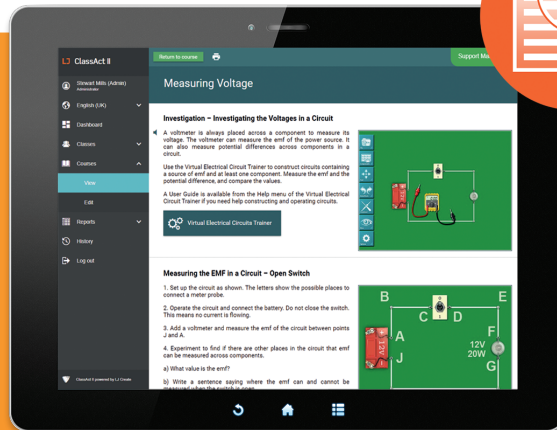 LJ ClassAct II
Return to course
Support Ma
Stewart Mills (Admin)
Administrator
Measuring Voltage
English (UK)
Dashboard
Classes
Courses
View
Edit
Reports
History
Log out
ClassAct II powered by LJ Create
Investigation – Investigating the Voltages in a Circuit
A voltmeter is always placed across a component to measure its
voltage. The voltmeter can measure the emf of the power source. It
can also measure potential differences across components in a
circuit.
Use the Virtual Electrical Circuit Trainer to construct circuits containing
a source of emf and at least one component. Measure the emf and the
potential difference, and compare the values.
A User Guide is available from the Help menu of the Virtual Electrical
Circuit Trainer if you need help constructing and operating circuits.
Virtual Electrical Circuits Trainer
Measuring the EMF in a Circuit – Open Switch
1. Set up the circuit as shown. The letters show the possible places to
connect a meter probe.
2. Operate the circuit and connect the battery. Do not close the switch.
This means no current is flowing.
3. Add a voltmeter and measure the emf of the circuit between points
J and A.
4. Experiment to find if there are other places in the circuit that emf
can be measured across components.
a) What value is the emf?
b) Write a sentence saying where the emf can and cannot be
measured when the switch is open.
B
E
0
1
C
D
12V
A
J
F
12V
20W
G